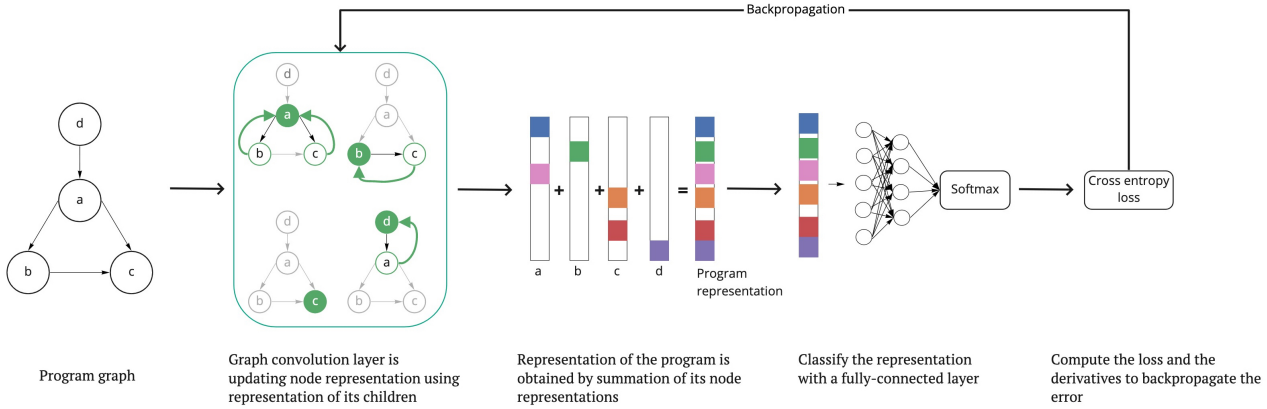 Backpropagation
d
a
b
c
d
a
b
c
d
a
b
c
d
a
b
c
d
a
b
c
+
+
+
=
a
b
c
d
Program
representation
Softmax
Cross entropy
loss
Program graph
Graph convolution layer is
updating node representation using
representation of its children
Representation of the program is
obtained by summation of its node
representations
Classify the representation
with a fully-connected layer
Compute the loss and the
derivatives to backpropagate the
error